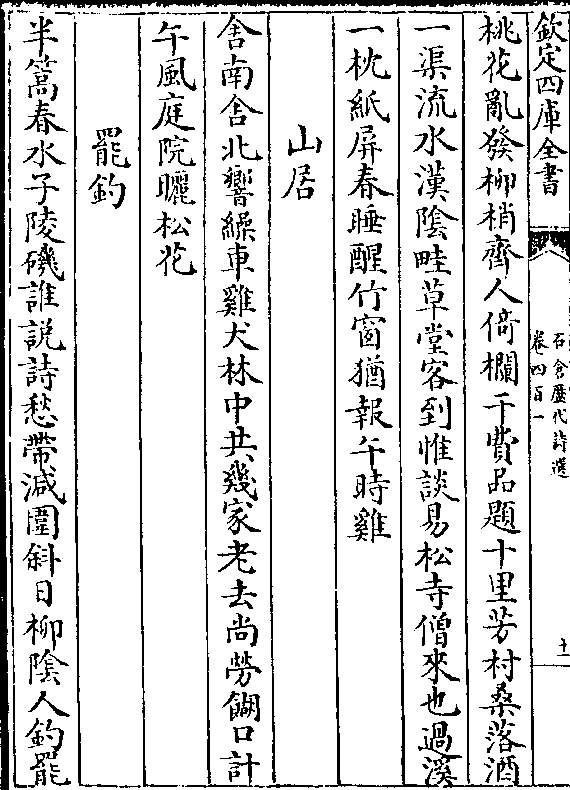 欽定四庫全書
石倉歷代詩選
卷四百一
十一
桃花亂發柳梢齊人倚欄干費品題十里芳村桑落酒
一渠流水漢陰畦草堂客到惟談易松寺僧來也過溪
一枕紙屏春睡醒竹窗猶報午時雞
山居
舍南舍北響繰車雞犬林中共幾家老去尚勞餬口計
午風庭院曬松花
罷釣
半篙春水子陵磯誰說詩愁帶減圍斜日柳陰人釣罷